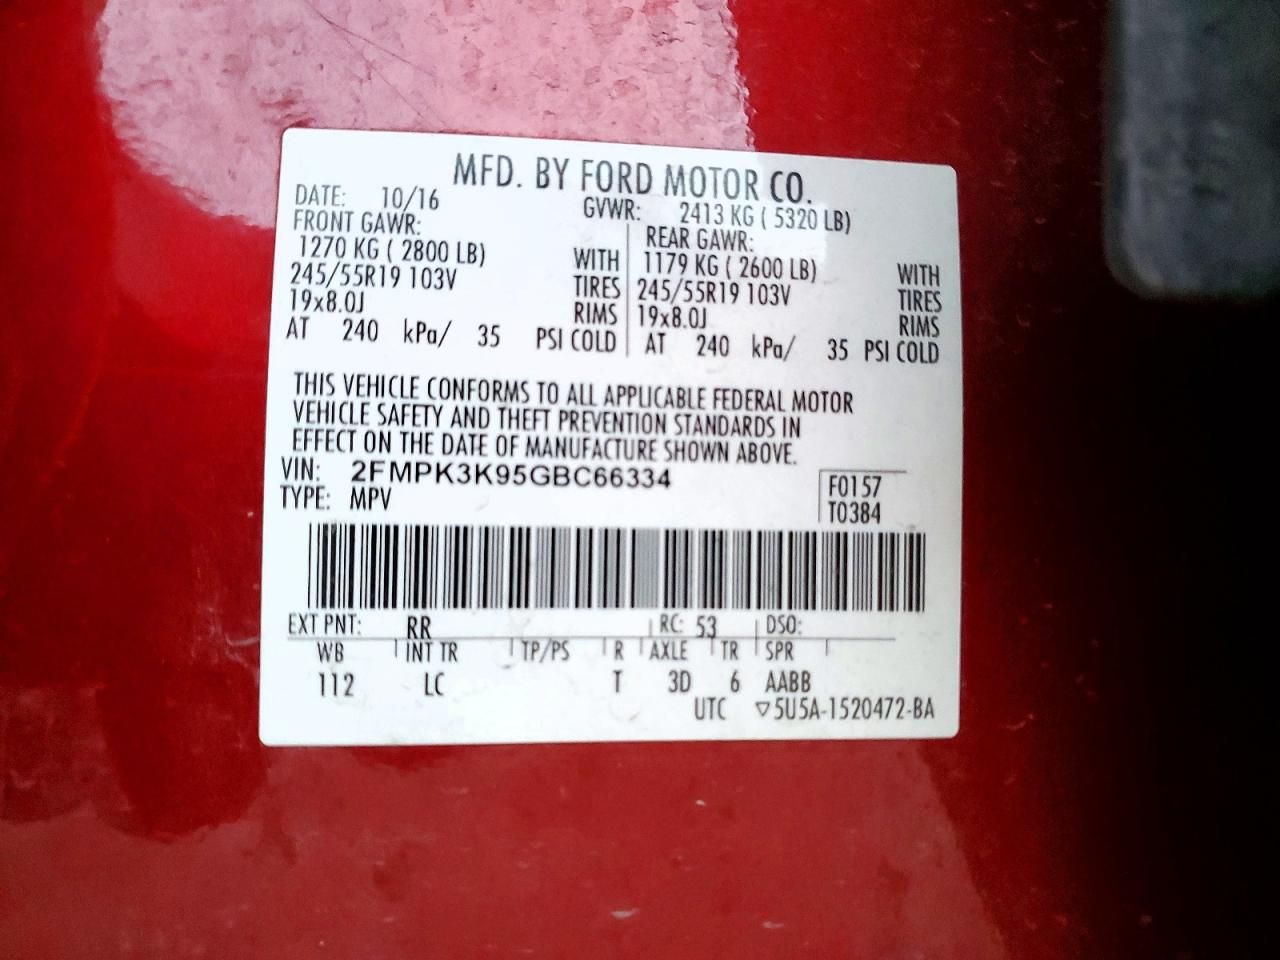 MFD. BY FORD MOTOR CO.
DATE: 10/16 GVWR: 2413 KG ( 5320 LB)
FRONT GAWR: REAR GAWR:
1270 KG ( 2800 LB) WITH 1179 KG ( 2600 LB) WITH
245/55R19 103V TIRES 245/55R19 103V TIRES
19x8.0J RIMS 19x8.0J RIMS
AT 240 kPa/ 35 PSI COLD AT 240 kPa/ 35 PSI COLD
THIS VEHICLE CONFORMS TO ALL APPLICABLE FEDERAL MOTOR
VEHICLE SAFETY AND THEFT PREVENTION STANDARDS IN
EFFECT ON THE DATE OF MANUFACTURE SHOWN ABOVE.
VIN: 2FMPK3K95GBC66334
TYPE: MPV
F0157
T0384
EXT PNT: RR RC: 53 DSO:
WB INT TR TP/PS R AXLE TR SPR
112 LC T 3D 6 AABB
UTC ▽5U5A-1520472-BA